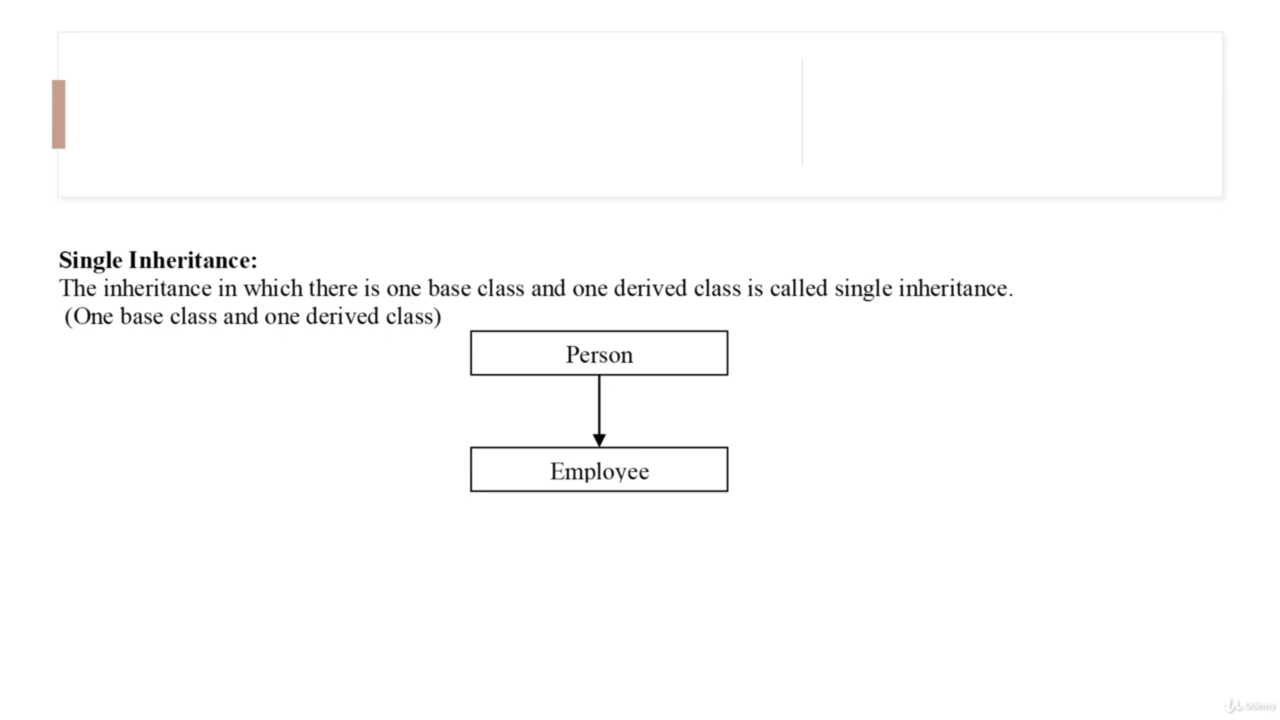 Single Inheritance:
The inheritance in which there is one base class and one derived class is called single inheritance.
(One base class and one derived class)
Person
Employee
Udemy